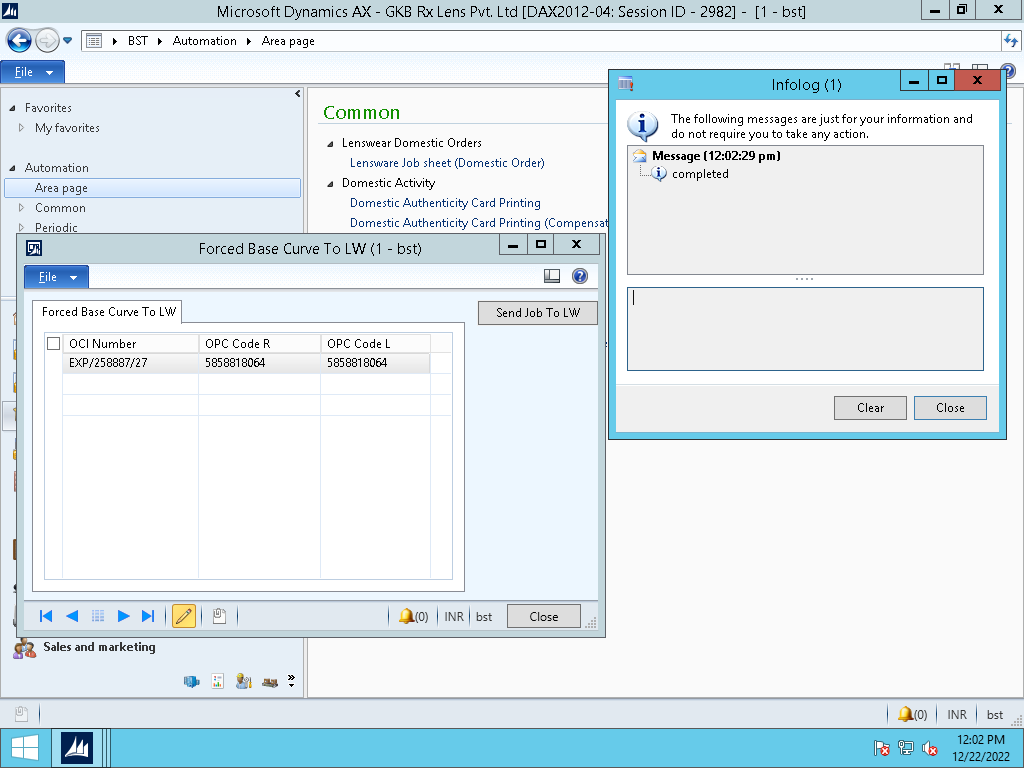 Microsoft Dynamics AX - GKB Rx Lens Pvt. Ltd [DAX2012-04: Session ID - 2982] - [1 - bst]
BST Automation Area page
File
Favorites
My favorites
Automation
Area page
Common
Periodic
Common
Lenswear Domestic Orders
Lensware Job sheet (Domestic Order)
Domestic Activity
Domestic Authenticity Card Printing
Domestic Authenticity Card Printing (Compensat
Infolog (1)
The following messages are just for your information and
do not require you to take any action.
Message (12:02:29 pm)
completed
Clear
Close
Forced Base Curve To LW (1 - bst)
File
Forced Base Curve To LW
Send Job To LW
OCI Number OPC Code R OPC Code L
EXP/258887/27 5858818064 5858818064
(0) INR bst Close
Sales and marketing
(0) INR bst
12:02 PM
12/22/2022